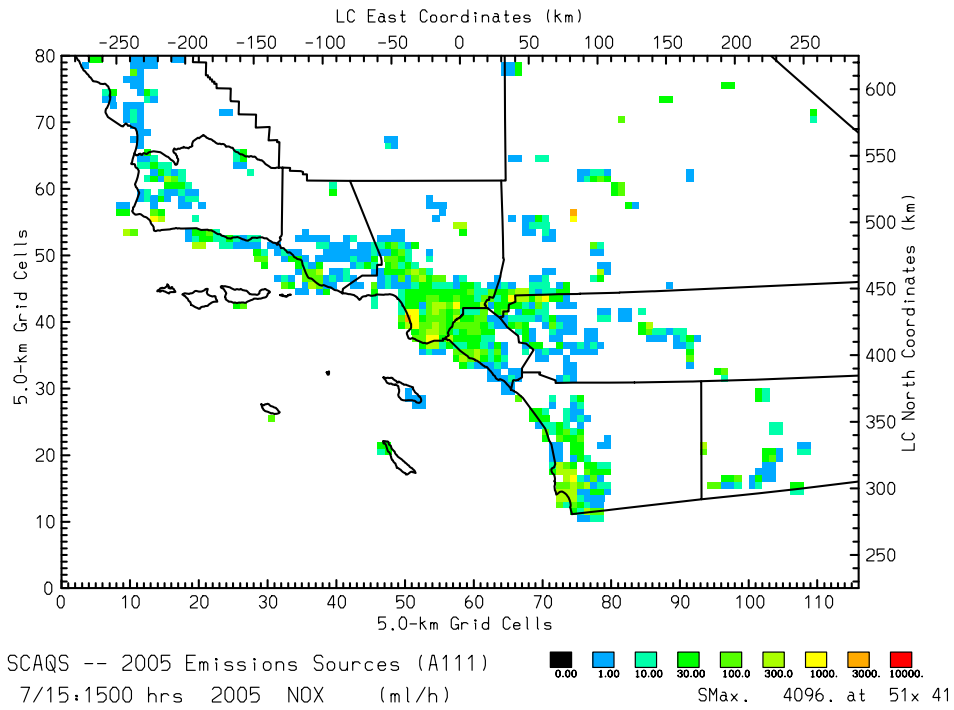 LC East Coordinates (km)
-250 -200 -150 -100 -50 0 50 100 150 200 250
80 70 60 50 40 30 20 10 0
5.0-km Grid Cells
600 550 500 450 400 350 300 250
LC North Coordinates (km)
0 10 20 30 40 50 60 70 80 90 100 110
5.0-km Grid Cells
SCAQS -- 2005 Emissions Sources (A111)
0.00 1.00 10.00 30.00 100.0 300.0 1000. 3000. 10000.
7/15:1500 hrs 2005 NOX (ml/h) SMax. 4096. at 51x 41